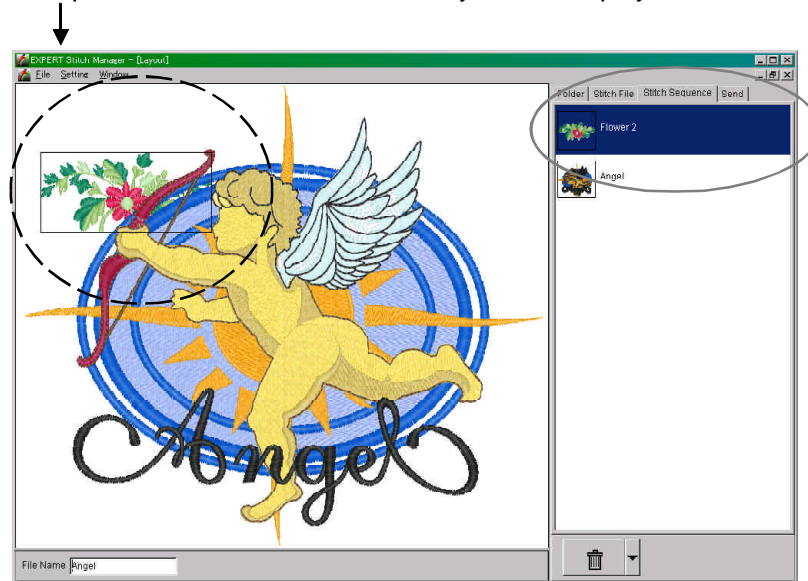 EXPERT Stitch Manager - [Layout]
File Setting Window
Folder Stitch File Stitch Sequence Send
Flower 2
Angel
Angel
File Name Angel